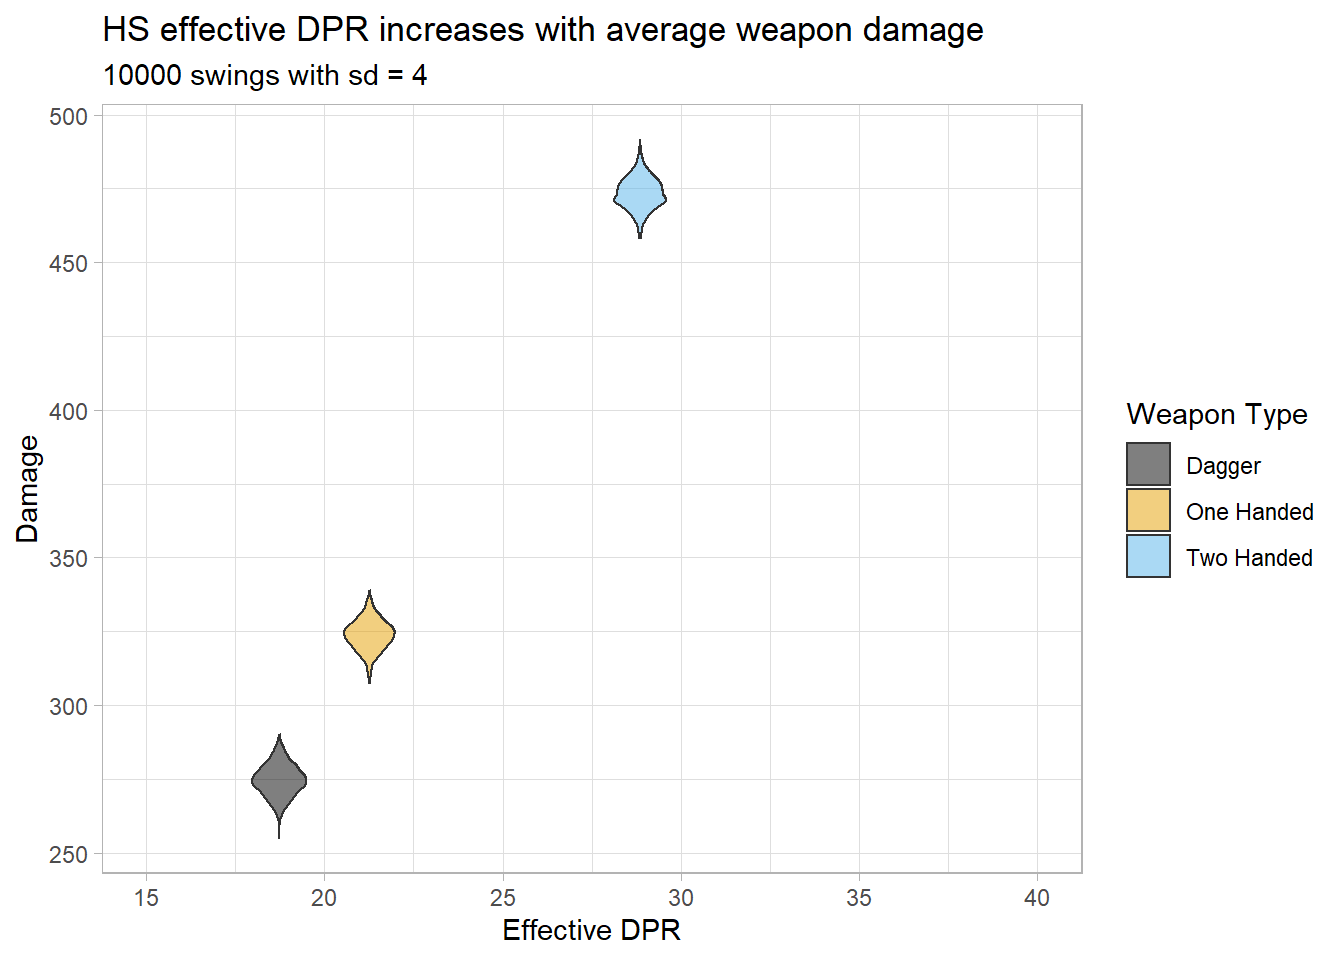 HS effective DPR increases with average weapon damage
10000 swings with sd = 4
500
450
400
350
300
250
Damage
15 20 25 30 35 40
Effective DPR
Weapon Type
Dagger
One Handed
Two Handed